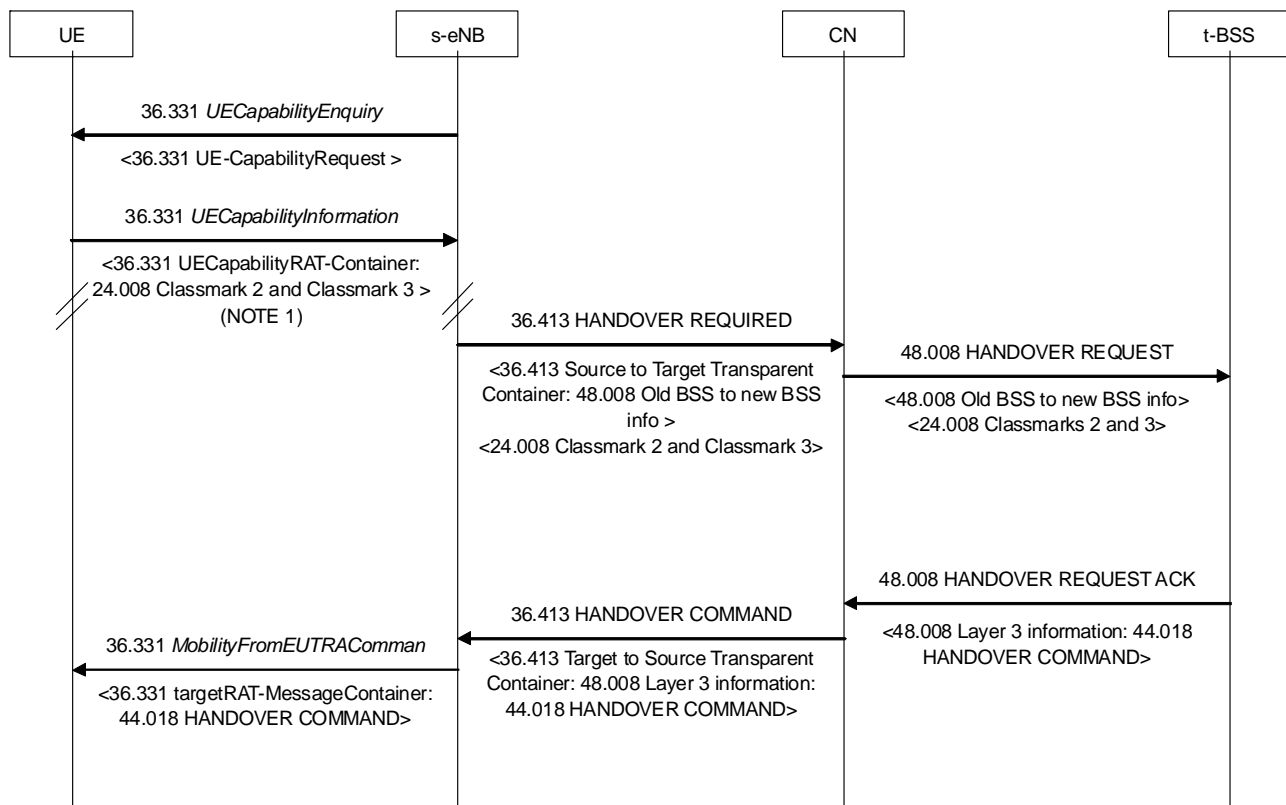 UE
s-eNB
CN
t-BSS
36.331 UECapabilityEnquiry
<36.331 UE-CapabilityRequest >
36.331 UECapabilityInformation
<36.331 UECapabilityRAT-Container:
24.008 Classmark 2 and Classmark 3 >
(NOTE 1)
36.413 HANDOVER REQUIRED
<36.413 Source to Target Transparent
Container: 48.008 Old BSS to new BSS
info >
<24.008 Classmark 2 and Classmark 3>
48.008 HANDOVER REQUEST
<48.008 Old BSS to new BSS info>
<24.008 Classmarks 2 and 3>
48.008 HANDOVER REQUEST ACK
<48.008 Layer 3 information: 44.018
HANDOVER COMMAND>
36.413 HANDOVER COMMAND
<36.413 Target to Source Transparent
Container: 48.008 Layer 3 information:
44.018 HANDOVER COMMAND>
36.331 MobilityFromEUTRAComman
<36.331 targetRAT-MessageContainer:
44.018 HANDOVER COMMAND>